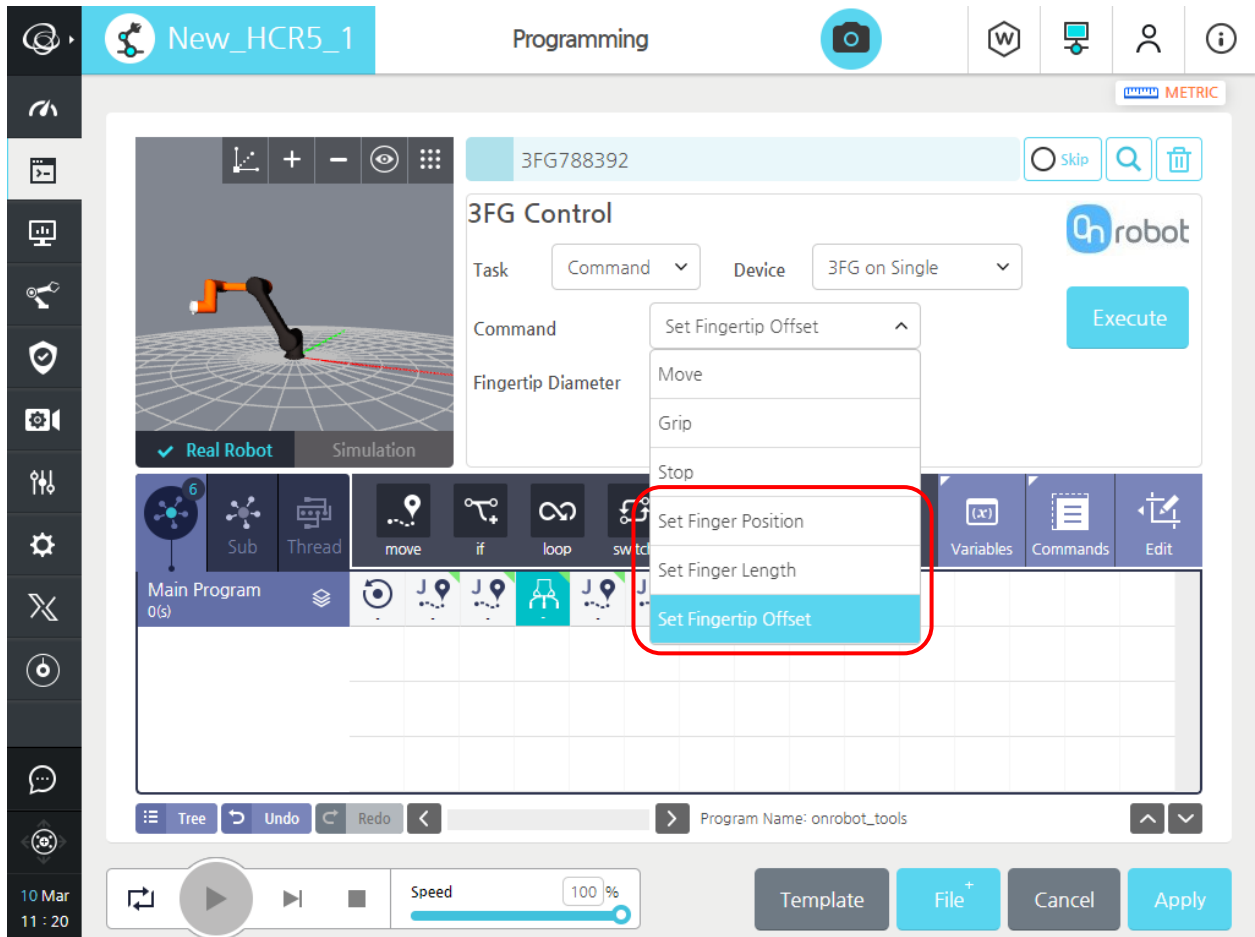 New_HCR5_1
Programming
W
METRIC
3FG788392
Skip
3FG Control
On robot
Task
Command
Device
3FG on Single
Command
Set Fingertip Offset
Execute
Fingertip Diameter
Move
Grip
Stop
Set Finger Position
Set Finger Length
Set Fingertip Offset
Real Robot
Simulation
6
Sub
Thread
move
if
loop
switch
(x)
Variables
Commands
Edit
Main Program
0(s)
J
J
J
J
Tree
Undo
Redo
Program Name: onrobot_tools
10 Mar
11 : 20
Speed
100 %
Template
File+
Cancel
Apply